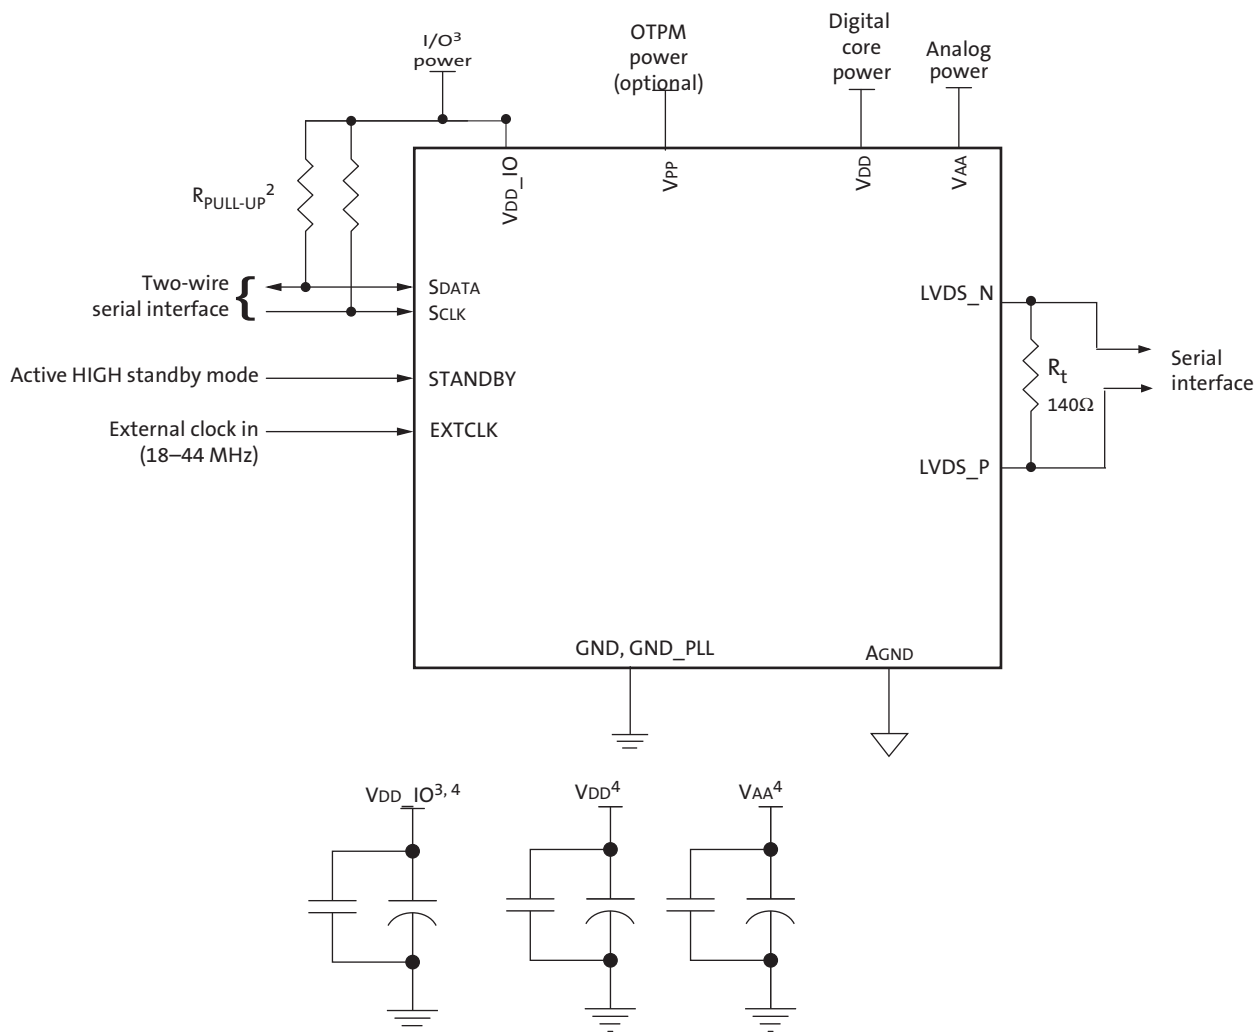 I/O³
power
OTPM
power
(optional)
Digital
core
power
Analog
power
RPULL-UP²
VDD_IO
VPP
VDD
VAA
Two-wire
serial interface
{
SDATA
SCLK
LVDS_N
Active HIGH standby mode
STANDBY
Rt
140Ω
Serial
interface
External clock in
(18–44 MHz)
EXTCLK
LVDS_P
GND, GND_PLL
AGND
VDD_IO³, ⁴
VDD⁴
VAA⁴